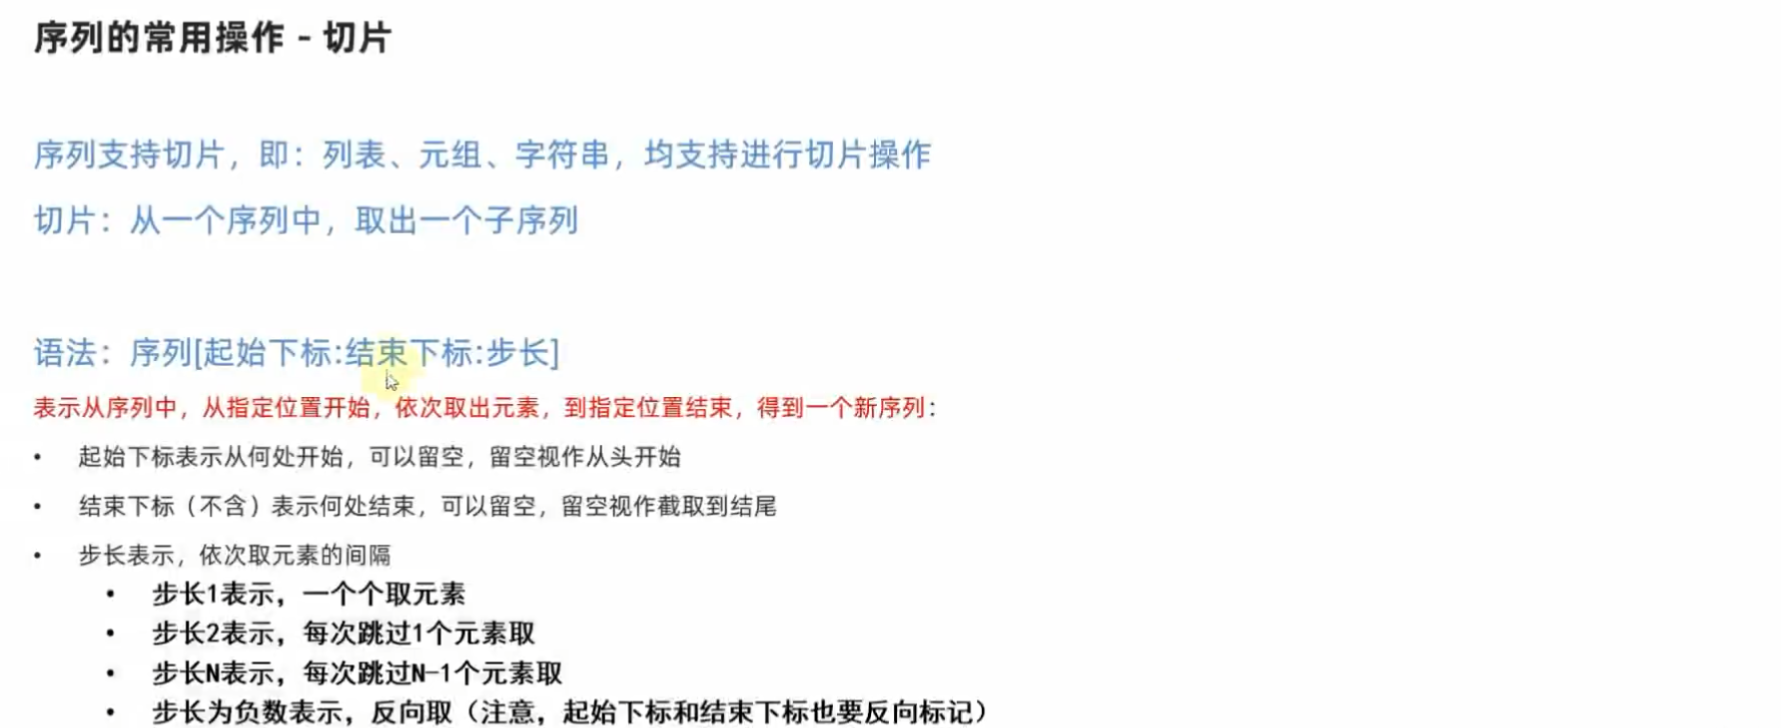 序列的常用操作 - 切片
序列支持切片，即：列表、元组、字符串，均支持进行切片操作
切片：从一个序列中，取出一个子序列
语法：序列[起始下标:结束下标:步长]
表示从序列中，从指定位置开始，依次取出元素，到指定位置结束，得到一个新序列：
• 起始下标表示从何处开始，可以留空，留空视作从头开始
• 结束下标（不含）表示何处结束，可以留空，留空视作截取到结尾
• 步长表示，依次取元素的间隔
• 步长1表示，一个个取元素
• 步长2表示，每次跳过1个元素取
• 步长N表示，每次跳过N-1个元素取
• 步长为负数表示，反向取（注意，起始下标和结束下标也要反向标记）